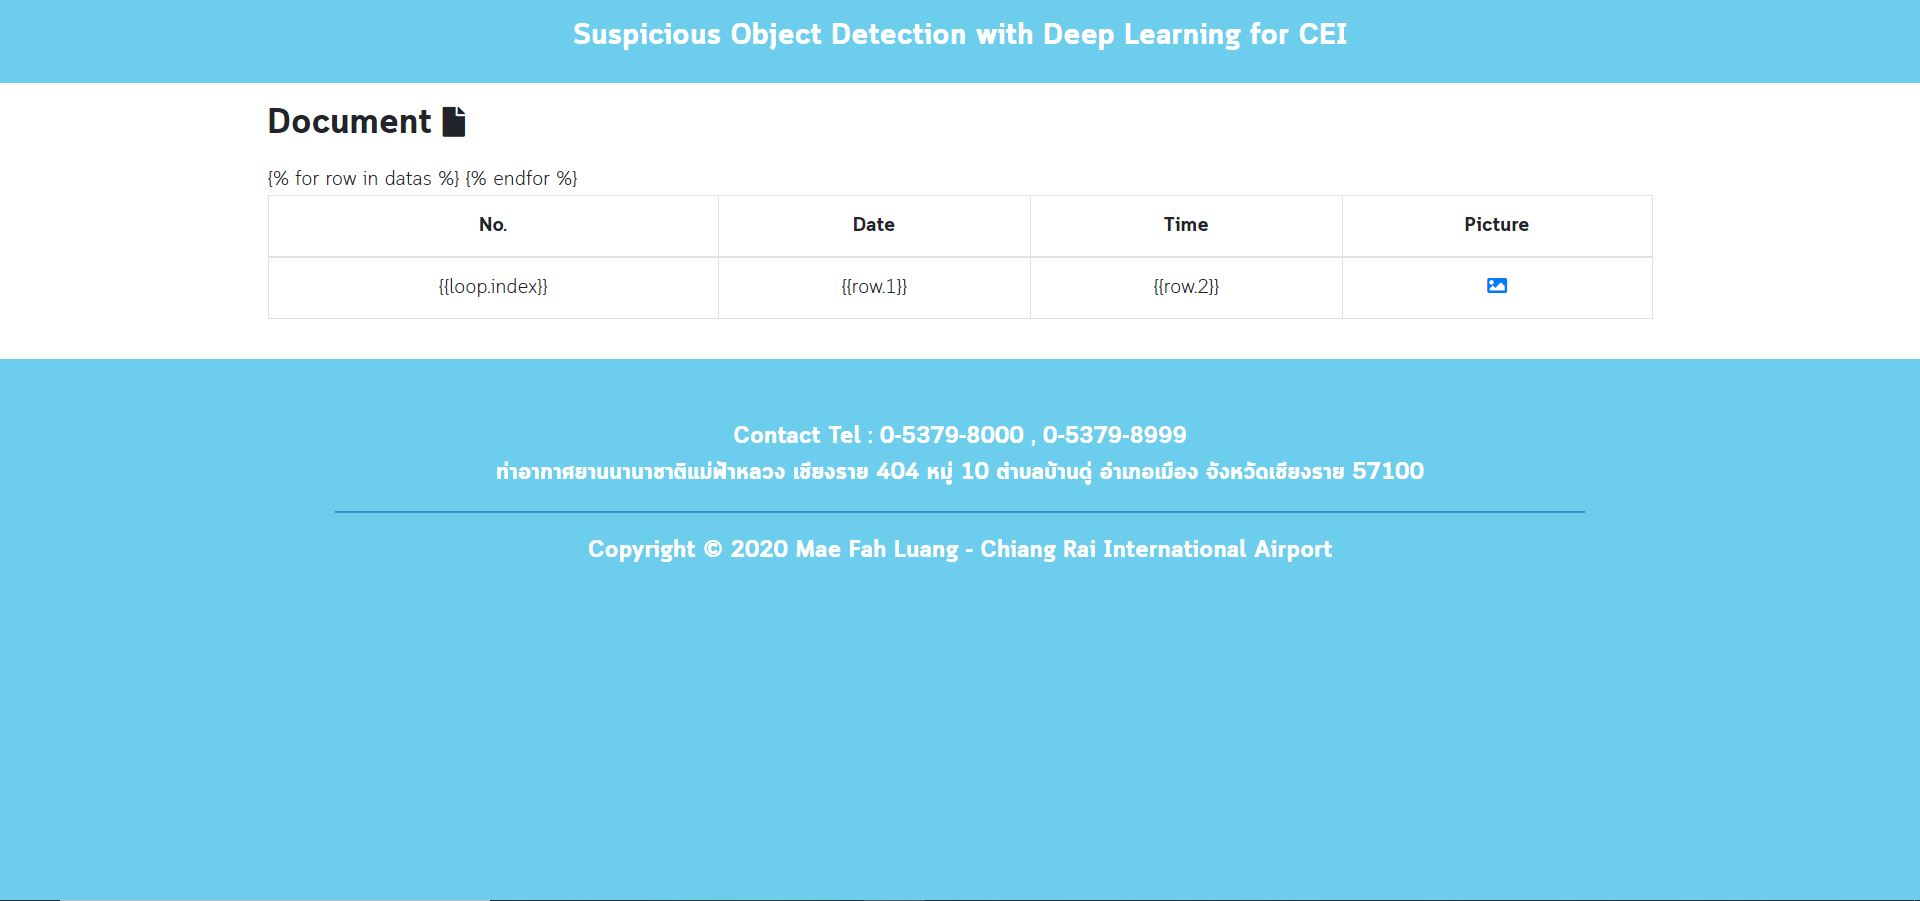 Suspicious Object Detection with Deep Learning for CEI
Document
{% for row in datas %} {% endfor %}
No. Date Time Picture
{{loop.index}} {{row.1}} {{row.2}}
Contact Tel : 0-5379-8000 , 0-5379-8999
ท่าอากาศยานนานาชาติแม่ฟ้าหลวง เชียงราย 404 หมู่ 10 ตำบลบ้านดู่ อำเภอเมือง จังหวัดเชียงราย 57100
Copyright © 2020 Mae Fah Luang - Chiang Rai International Airport